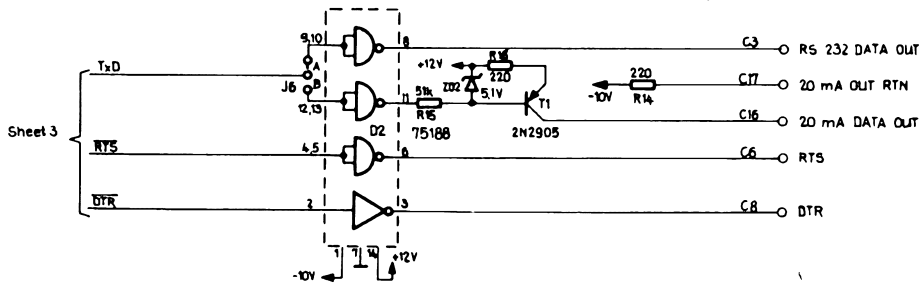 9,10
8
C3
RS 232 DATA OUT
TxD
A
J6
B
12,13
+12V
R16
220
ZD2
5,1V
T1
2N2905
-10V
220
R14
C17
20 mA OUT RTN
11
51k
R15
75188
C16
20 mA DATA OUT
Sheet 3
D2
RTS
4,5
6
C6
RTS
DTR
2
3
C8
DTR
1
7
14
-10V
+12V